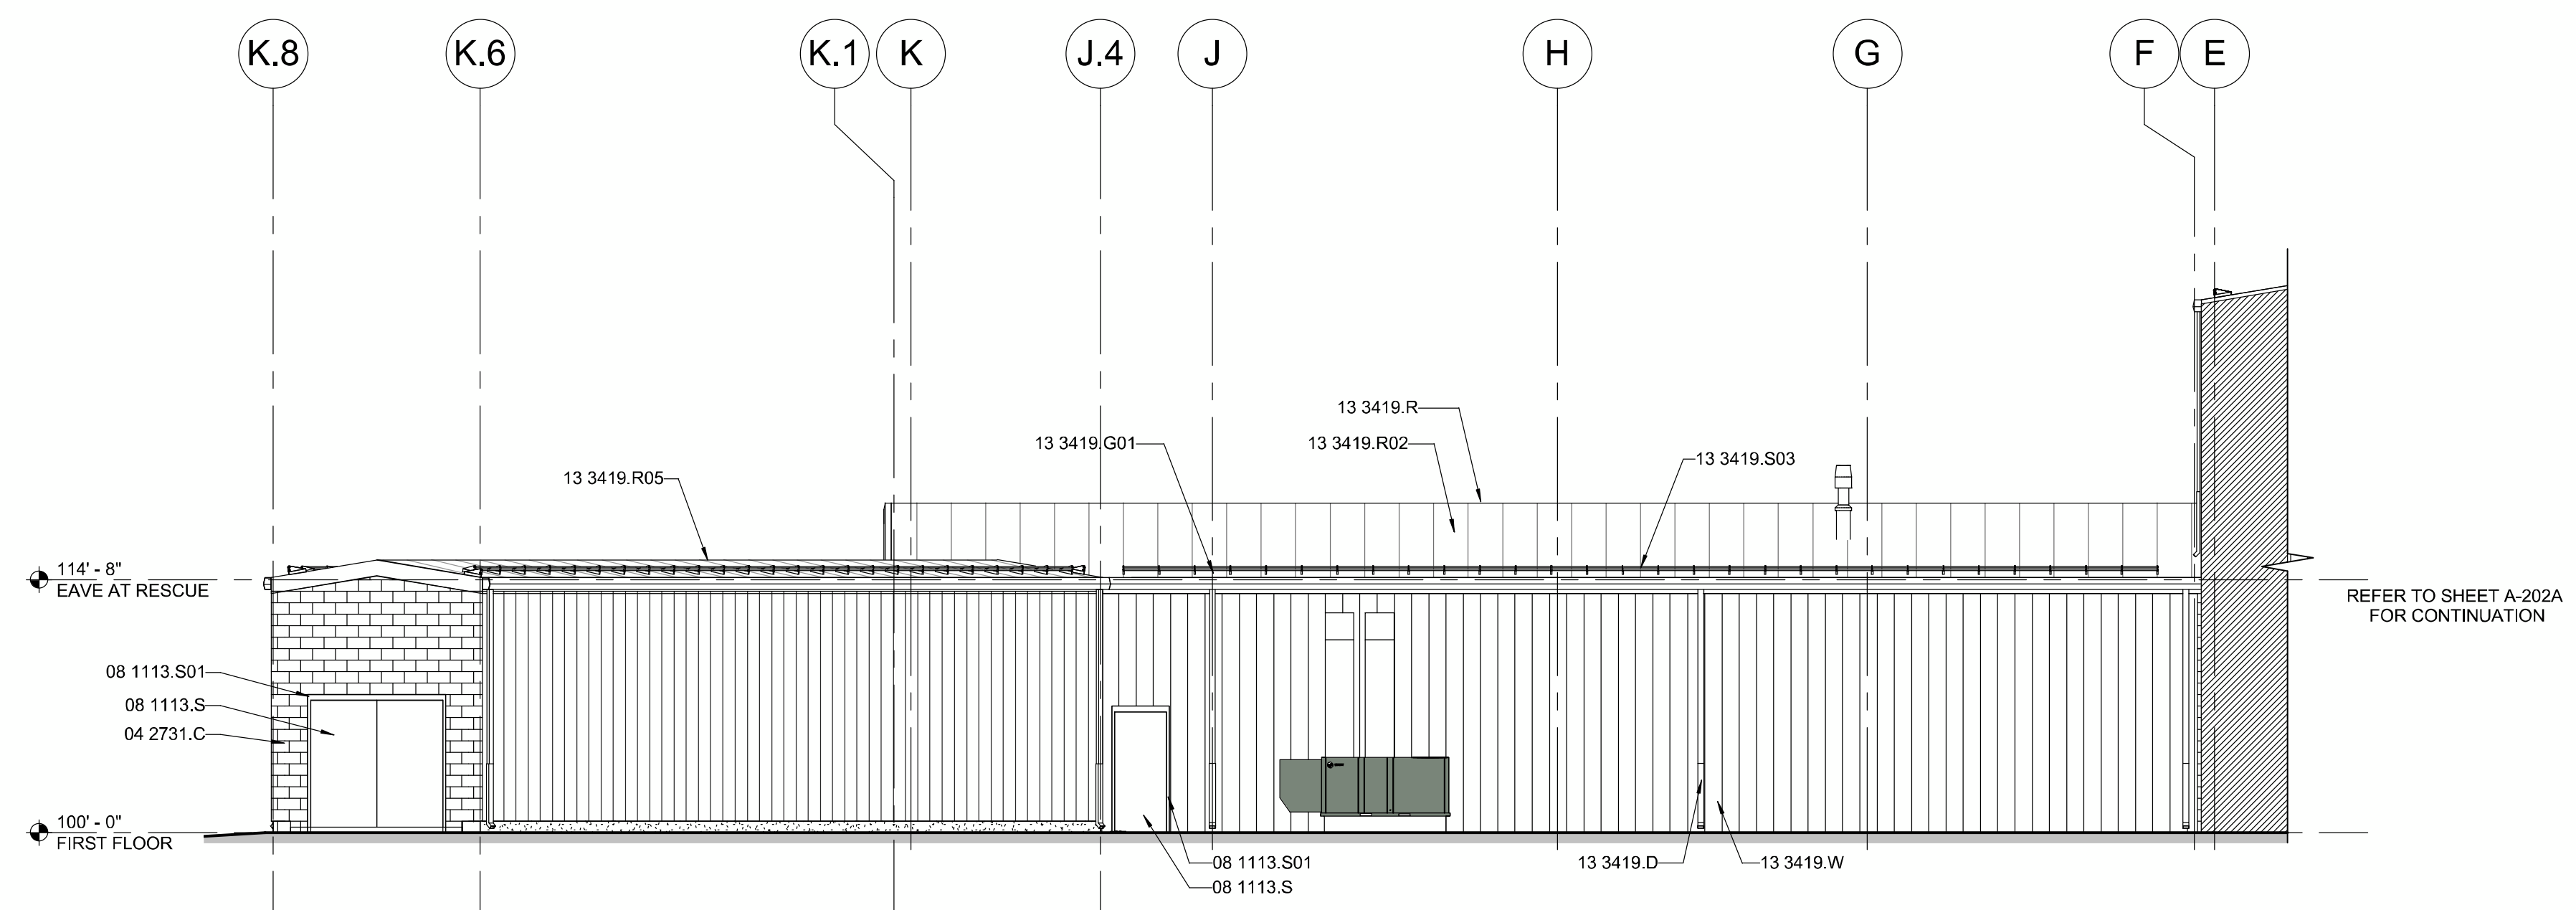 K.8
K.6
K.1
K
J.4
J
H
G
F
E
13 3419.R
13 3419.G01
13 3419.R02
13 3419.S03
13 3419.R05
114' - 8"
EAVE AT RESCUE
REFER TO SHEET A-202A
FOR CONTINUATION
08 1113.S01
08 1113.S
04 2731.C
100' - 0"
FIRST FLOOR
08 1113.S01
08 1113.S
13 3419.D
13 3419.W